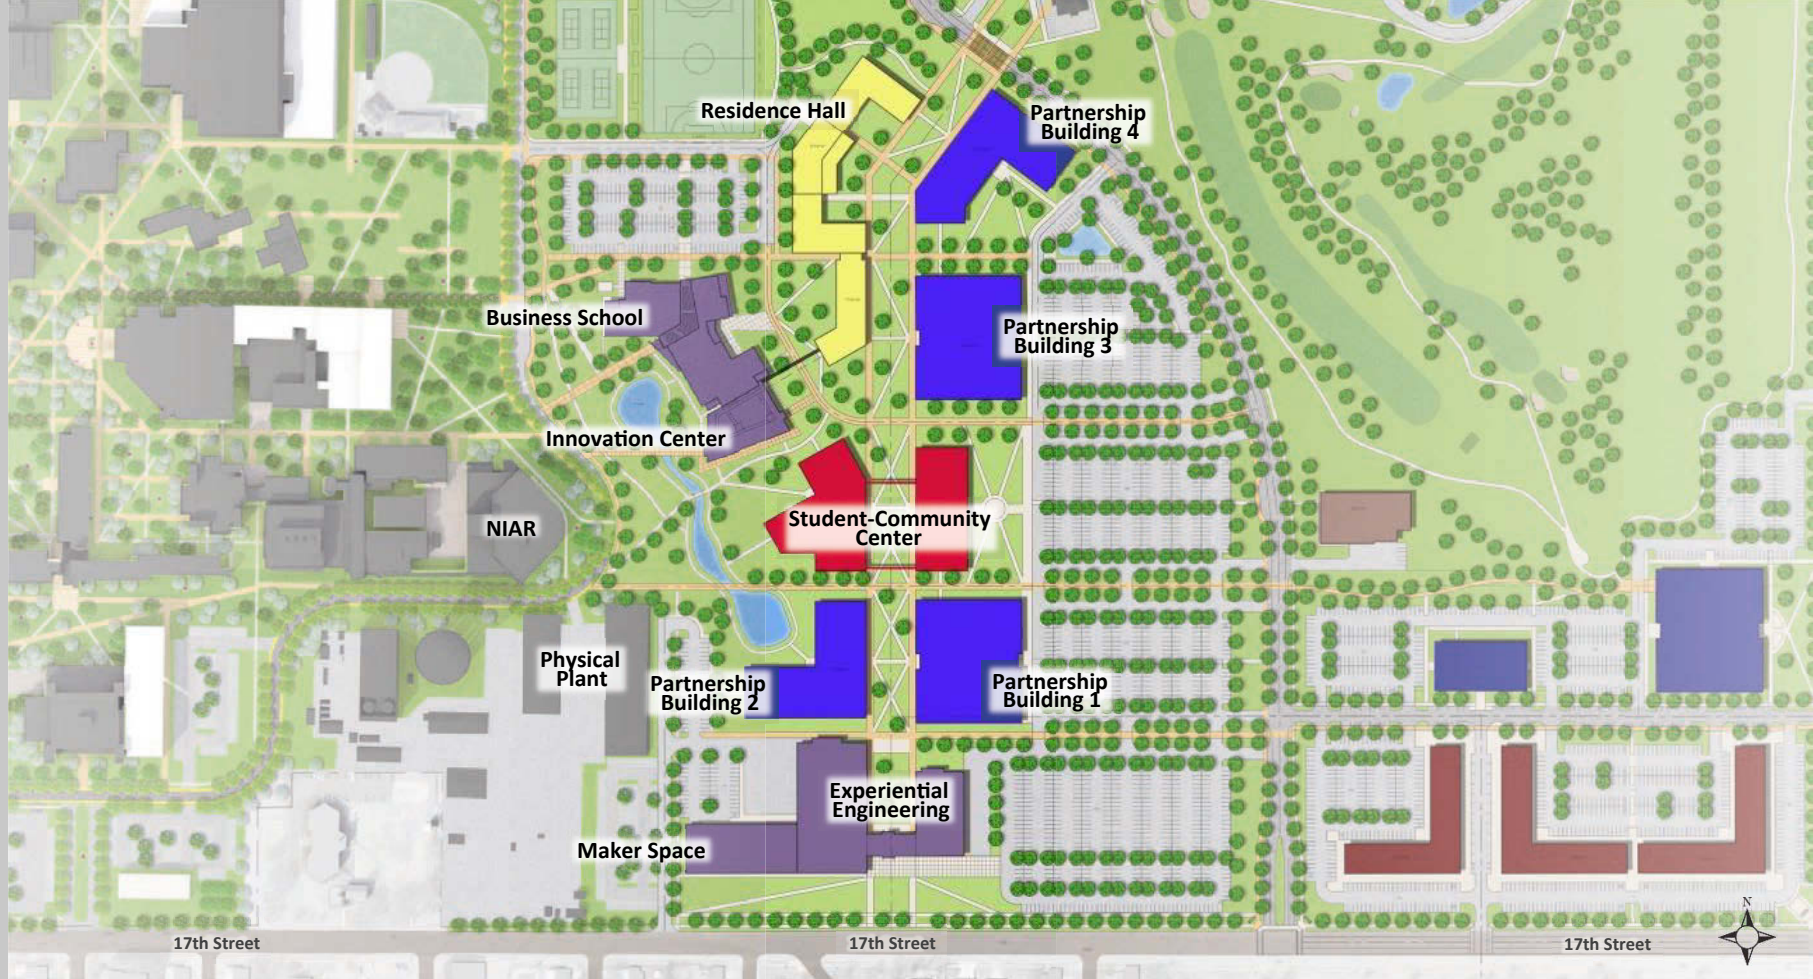 Residence Hall
Partnership
Building 4
Business School
Partnership
Building 3
Innovation Center
NIAR
Student-Community
Center
Physical
Plant
Partnership
Building 2
Partnership
Building 1
Experiential
Engineering
Maker Space
N
17th Street
17th Street
17th Street